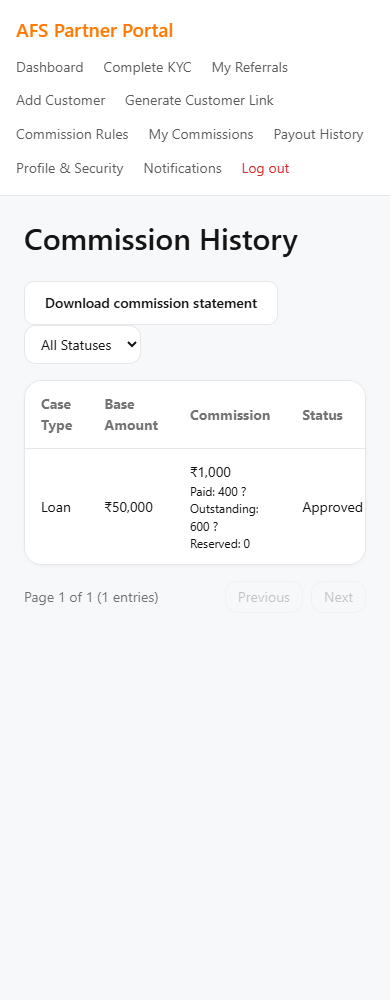 AFS Partner Portal
Dashboard Complete KYC My Referrals
Add Customer Generate Customer Link
Commission Rules My Commissions Payout History
Profile & Security Notifications Log out
Commission History
Download commission statement
All Statuses
Case Type Base Amount Commission Status
Loan ₹50,000 ₹1,000 Approved
Paid: 400 ?
Outstanding:
600 ?
Reserved: 0
Page 1 of 1 (1 entries) Previous Next